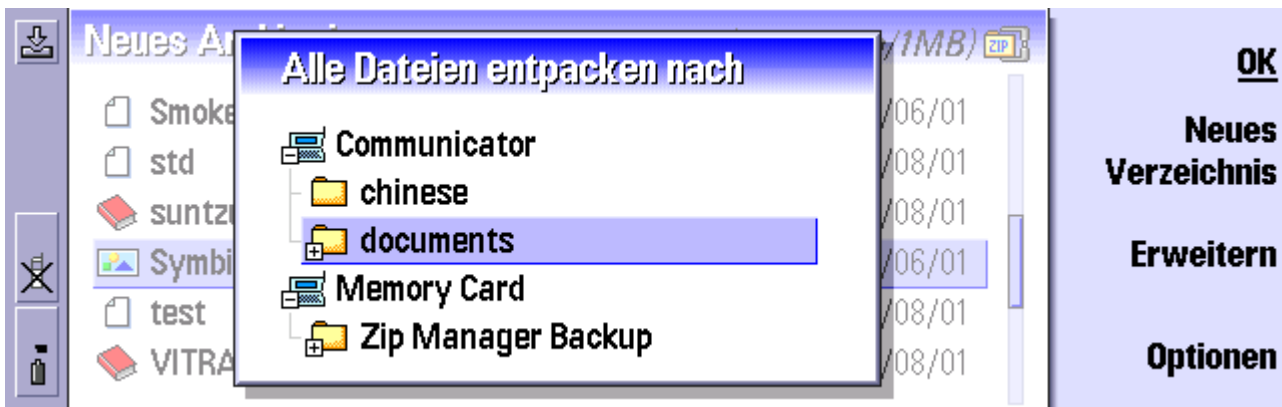 Neues Ar
/1MB)
ZIP
Alle Dateien entpacken nach
Smoke
/06/01
std
/08/01
suntzu
/08/01
Symbi
/06/01
test
/08/01
VITRA
/08/01
Communicator
chinese
documents
Memory Card
Zip Manager Backup
OK
Neues
Verzeichnis
Erweitern
Optionen